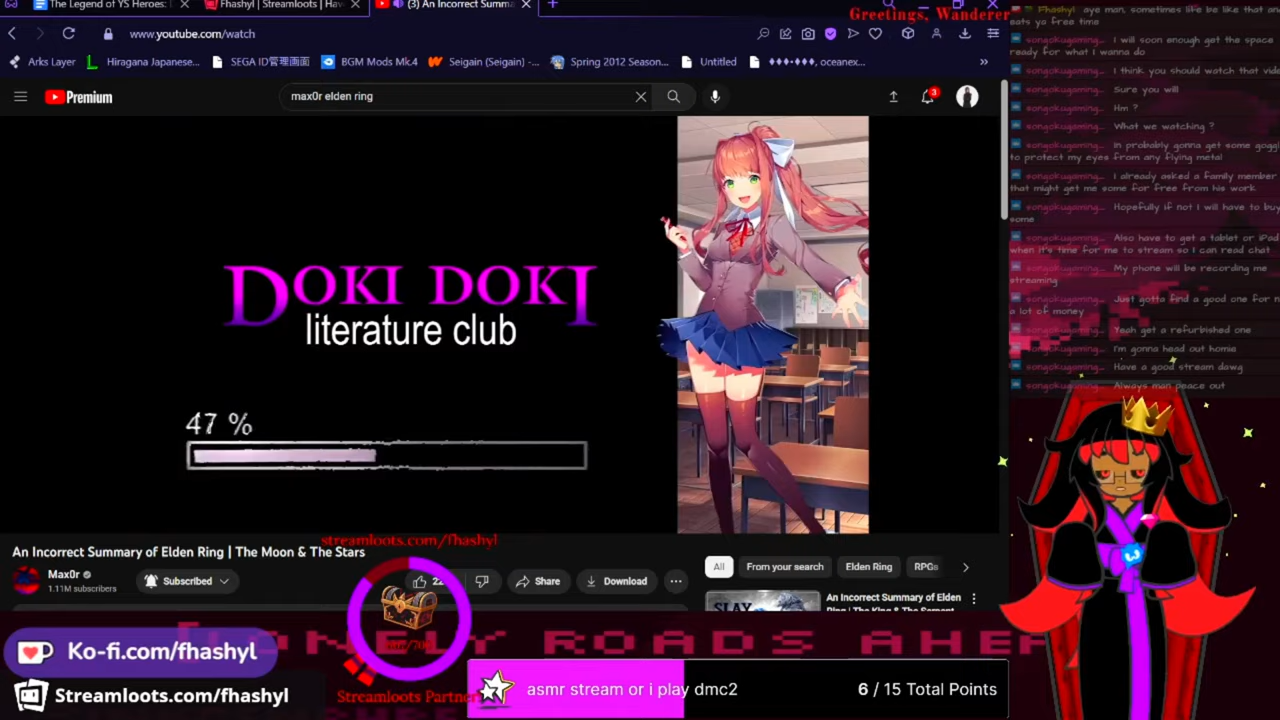 The Legend of YS Heroes:
Fhashyl | Streamloots | Hav
(3) An Incorrect Summa
Greetings, Wanderer
www.youtube.com/watch
Arks Layer
Hiragana Japanese...
SEGA ID管理画面
BGM Mods Mk.4
Seigain (Seigain) -...
Spring 2012 Season...
Untitled
♦♦♦-♦♦♦, oceanex...
Premium
max0r elden ring
3
DOKI DOKI
literature club
47 %
An Incorrect Summary of Elden Ring | The Moon & The Stars
Max0r
1.11M subscribers
Subscribed
Share
Download
All
From your search
Elden Ring
RPGs
An Incorrect Summary of Elden
streamloots.com/fhashyl
Streamloots Partner
LONELY ROADS AHEA
Ko-fi.com/fhashyl
Streamloots.com/fhashyl
asmr stream or i play dmc2
6 / 15 Total Points
Fhashyl aye man, sometimes life be like that and
eats ya free time
songokugaming... I will soon enough get the space
ready for what I wanna do
songokugaming... I think you should watch that vide
songokugaming... Sure you will
songokugaming... Hm ?
songokugaming... What we watching ?
songokugaming... In probably gonna get some gogg
to protect my eyes from any flying metal
songokugaming... I already asked a family member
that might get me some for free from his work
songokugaming... Hopefully if not I will have to buy
some
songokugaming... Also have to get a tablet or iPad
when it's time for me to stream so I can read chat
songokugaming... My phone will be recording me
streaming
songokugaming... Just gotta find a good one for n
a lot of money
songokugaming... Yeah get a refurbished one
songokugaming... I'm gonna head out homie
songokugaming... Have a good stream dawg
songokugaming... Always man peace out